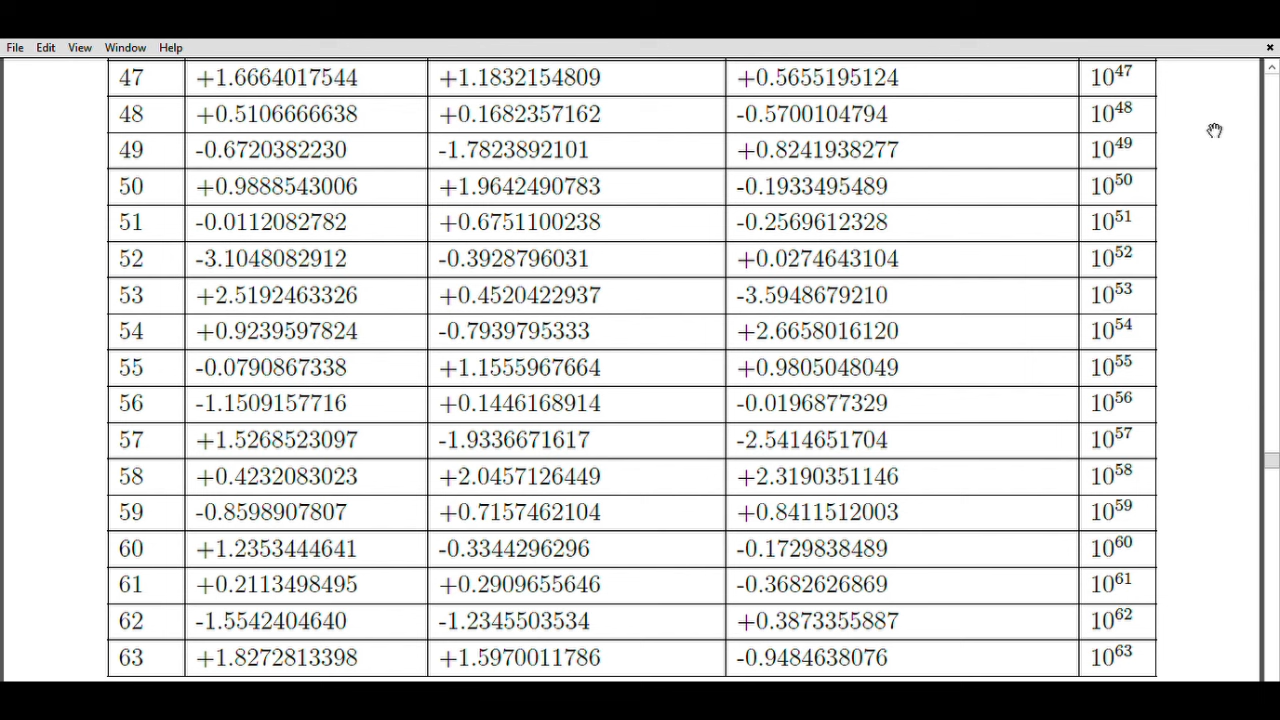 File Edit View Window Help
47 +1.6664017544 +1.1832154809 +0.5655195124 10^47
48 +0.5106666638 +0.1682357162 -0.5700104794 10^48
49 -0.6720382230 -1.7823892101 +0.8241938277 10^49
50 +0.9888543006 +1.9642490783 -0.1933495489 10^50
51 -0.0112082782 +0.6751100238 -0.2569612328 10^51
52 -3.1048082912 -0.3928796031 +0.0274643104 10^52
53 +2.5192463326 +0.4520422937 -3.5948679210 10^53
54 +0.9239597824 -0.7939795333 +2.6658016120 10^54
55 -0.0790867338 +1.1555967664 +0.9805048049 10^55
56 -1.1509157716 +0.1446168914 -0.0196877329 10^56
57 +1.5268523097 -1.9336671617 -2.5414651704 10^57
58 +0.4232083023 +2.0457126449 +2.3190351146 10^58
59 -0.8598907807 +0.7157462104 +0.8411512003 10^59
60 +1.2353444641 -0.3344296296 -0.1729838489 10^60
61 +0.2113498495 +0.2909655646 -0.3682626869 10^61
62 -1.5542404640 -1.2345503534 +0.3873355887 10^62
63 +1.8272813398 +1.5970011786 -0.9484638076 10^63